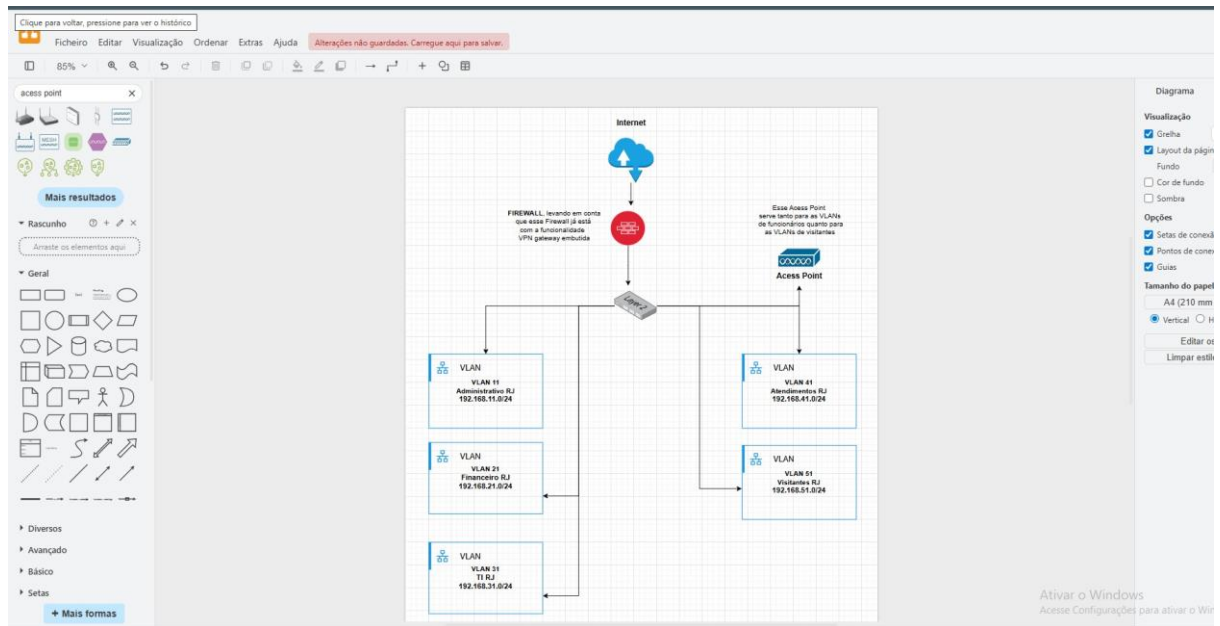 Clique para voltar, pressione para ver o histórico
Ficheiro Editar Visualização Ordenar Extras Ajuda Alterações não guardadas. Carregue aqui para salvar.
85%
acess point
Mais resultados
Rascunho
Arraste os elementos aqui
Geral
Diversos
Avançado
Básico
Setas
+ Mais formas
Internet
FIREWALL, levando em conta
que esse Firewall já está
com a funcionalidade
VPN gateway embutida
Esse Acess Point
serve tanto para as VLANs
de funcionários quanto para
as VLANs de visitantes
Acess Point
Layer 2
VLAN
VLAN 11
Administrativo RJ
192.168.11.0/24
VLAN
VLAN 41
Atendimentos RJ
192.168.41.0/24
VLAN
VLAN 21
Financeiro RJ
192.168.21.0/24
VLAN
VLAN 51
Visitantes RJ
192.168.51.0/24
VLAN
VLAN 31
TI RJ
192.168.31.0/24
Diagrama
Visualização
Grelha
Layout da págin
Fundo
Cor de fundo
Sombra
Opções
Setas de conexã
Pontos de conex
Guias
Tamanho do papel
A4 (210 mm
Vertical H
Editar os
Limpar estil
Ativar o Windows
Acesse Configurações para ativar o Win